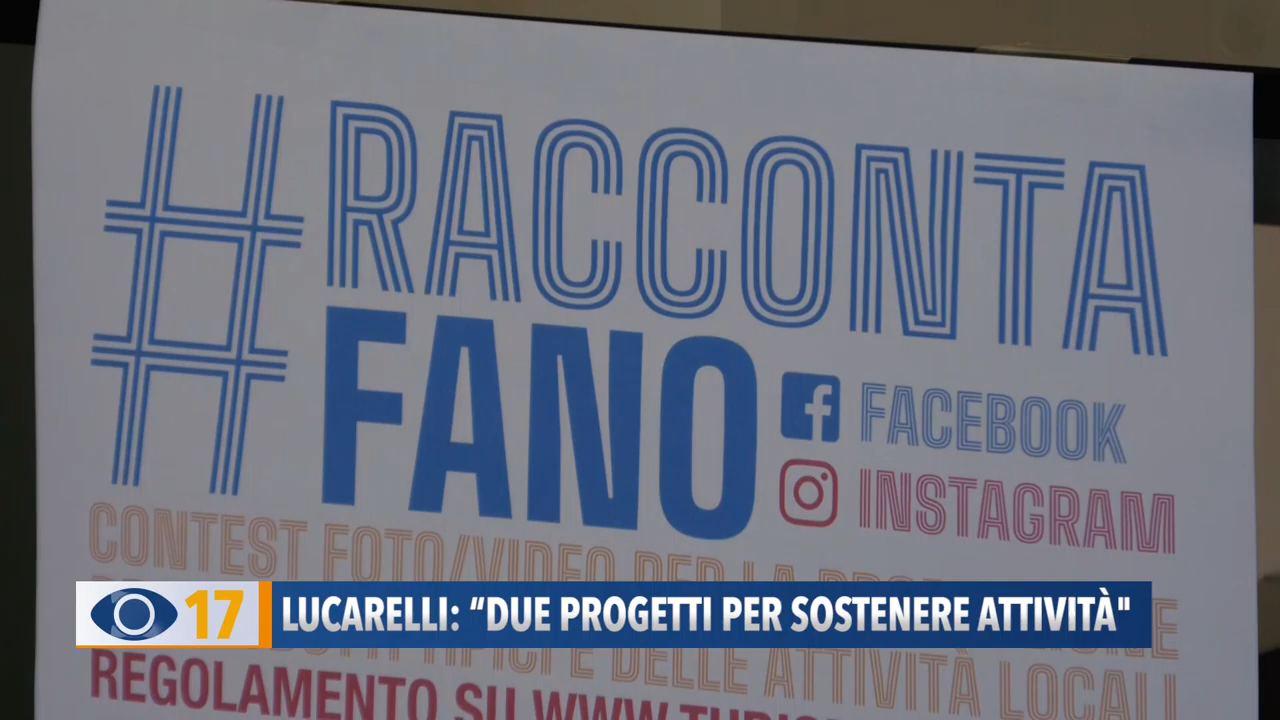 #RACCONTA
FANO
FACEBOOK
INSTAGRAM
CONTEST FOTO/VIDEO PER LA
17 LUCARELLI: “DUE PROGETTI PER SOSTENERE ATTIVITÀ"
TIPICI E DELLE ATTIVITÀ LOCALI
REGOLAMENTO SU WWW